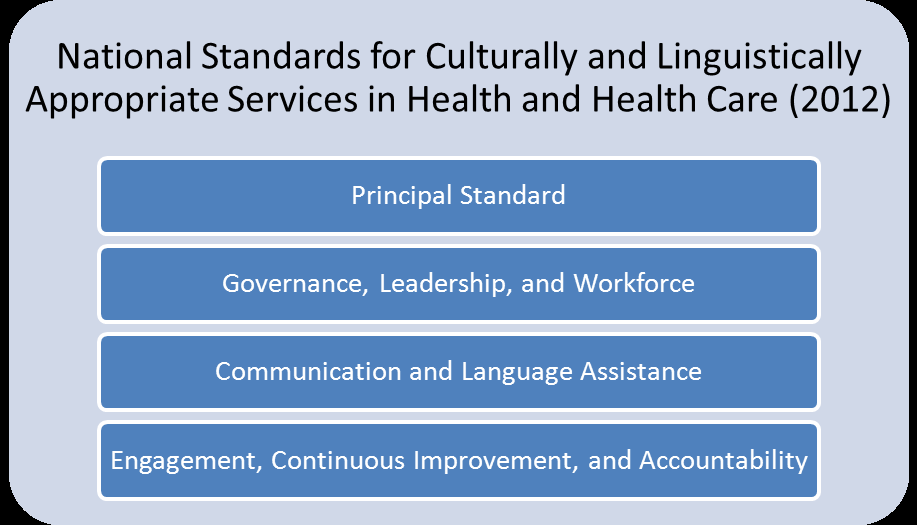 National Standards for Culturally and Linguistically
Appropriate Services in Health and Health Care (2012)
Principal Standard
Governance, Leadership, and Workforce
Communication and Language Assistance
Engagement, Continuous Improvement, and Accountability